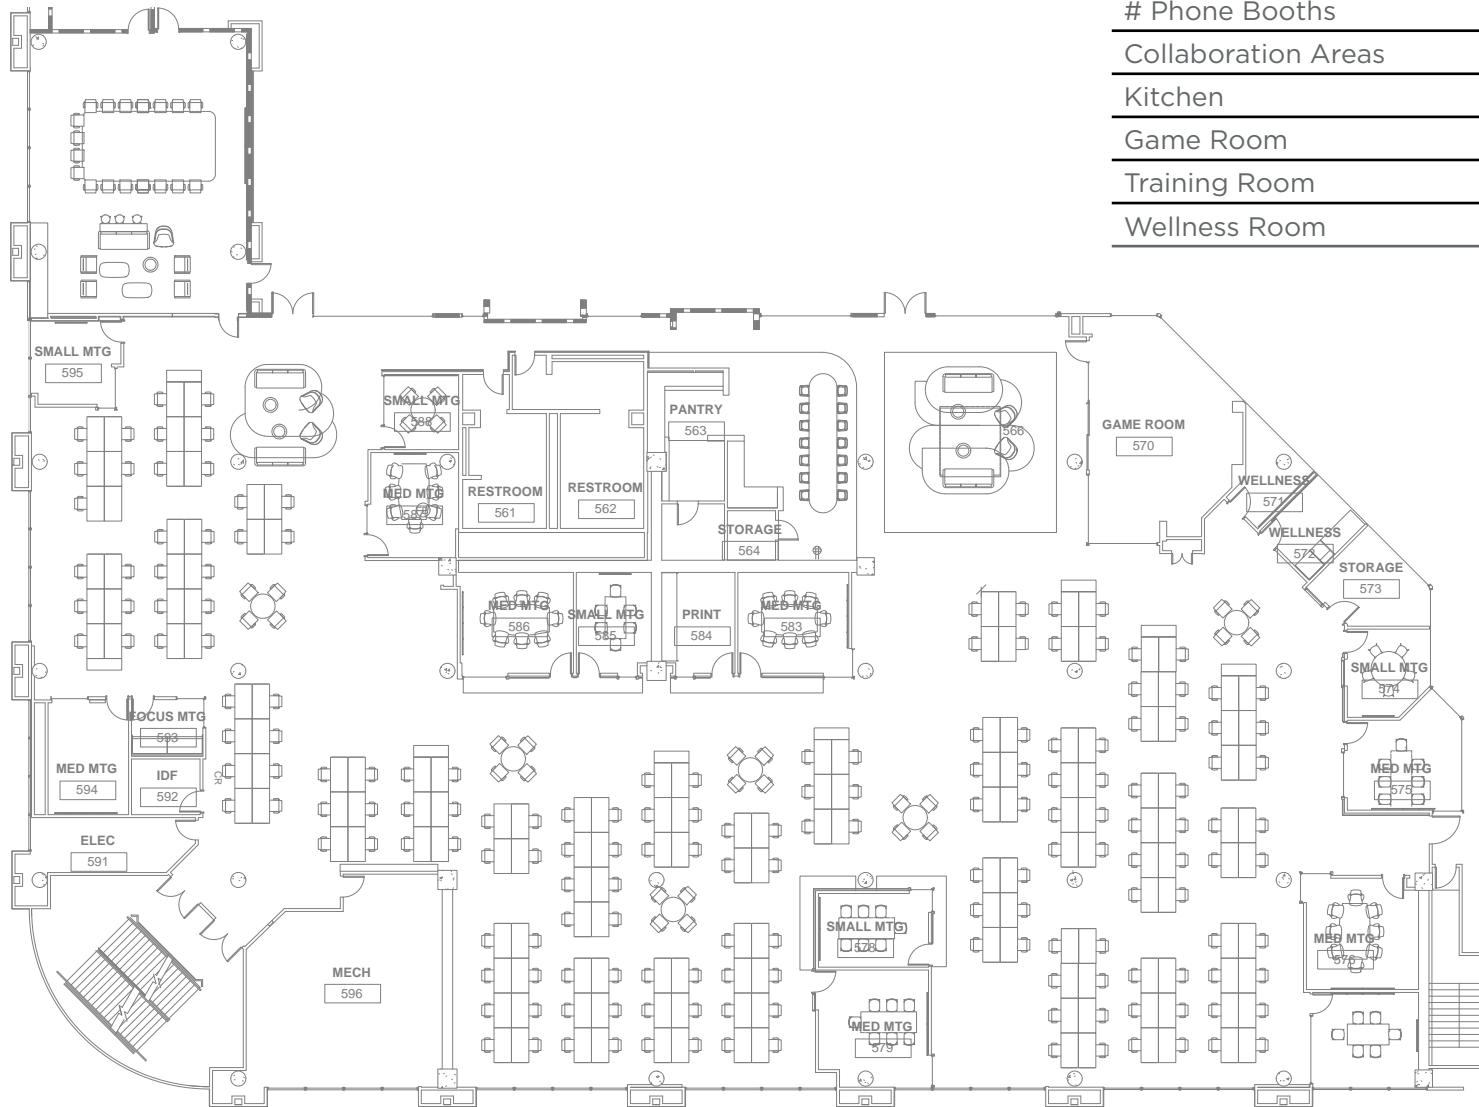 # Phone Booths
Collaboration Areas
Kitchen
Game Room
Training Room
Wellness Room
SMALL MTG
595
SMALL MTG
588
PANTRY
563
566
GAME ROOM
570
MED MTG
587
RESTROOM
561
RESTROOM
562
WELLNESS
571
STORAGE
564
WELLNESS
572
STORAGE
573
MED MTG
586
SMALL MTG
585
PRINT
584
MED MTG
583
SMALL MTG
574
FOCUS MTG
593
MED MTG
594
IDF
592
CR
MED MTG
575
ELEC
591
SMALL MTG
578
MED MTG
576
MECH
596
MED MTG
579